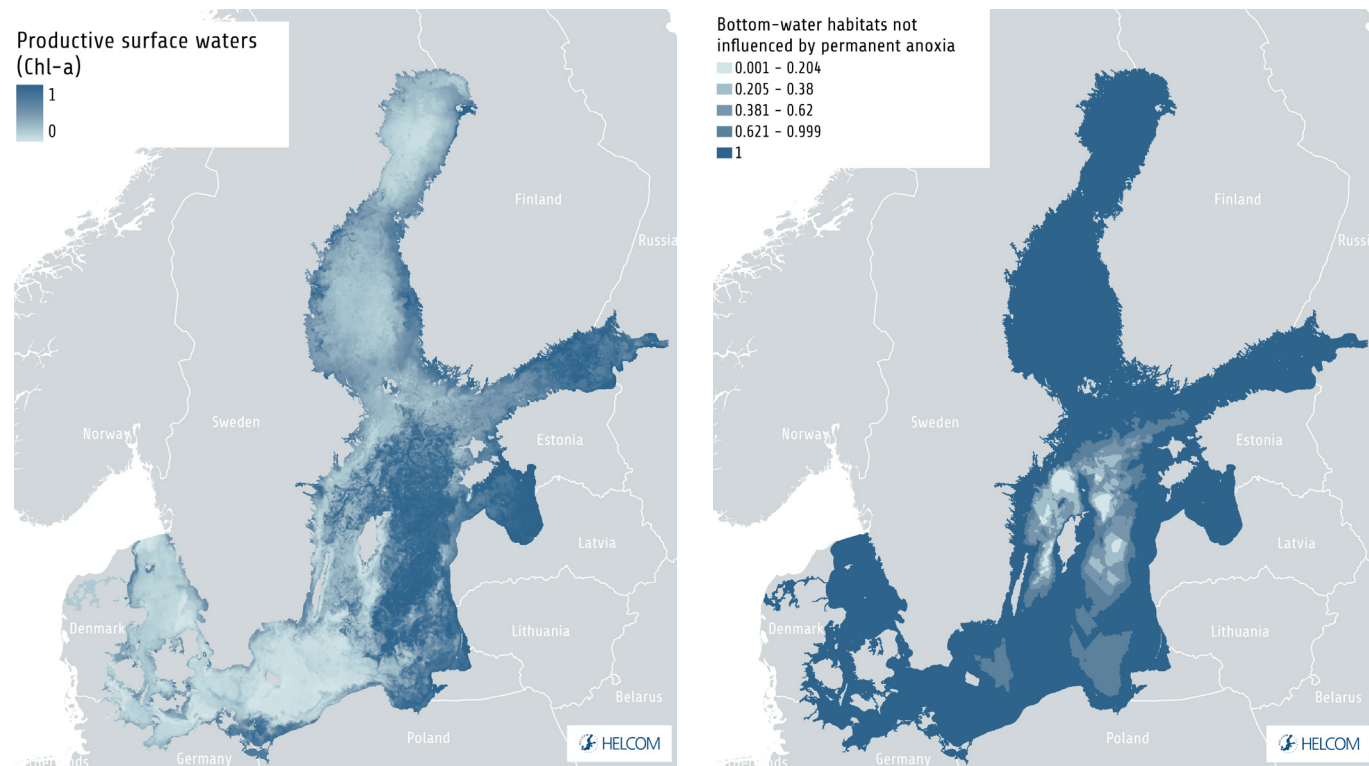 Productive surface waters
(Chl-a)
1
0
Finland
Russia
Sweden
Norway
Estonia
Latvia
Denmark
Lithuania
Belarus
Poland
Germany
HELCOM
Bottom-water habitats not
influenced by permanent anoxia
0.001 - 0.204
0.205 - 0.38
0.381 - 0.62
0.621 - 0.999
1
Finland
Russi
Sweden
Norway
Estonia
Latvia
Denmark
Lithuania
Belarus
Poland
Germany
HELCOM